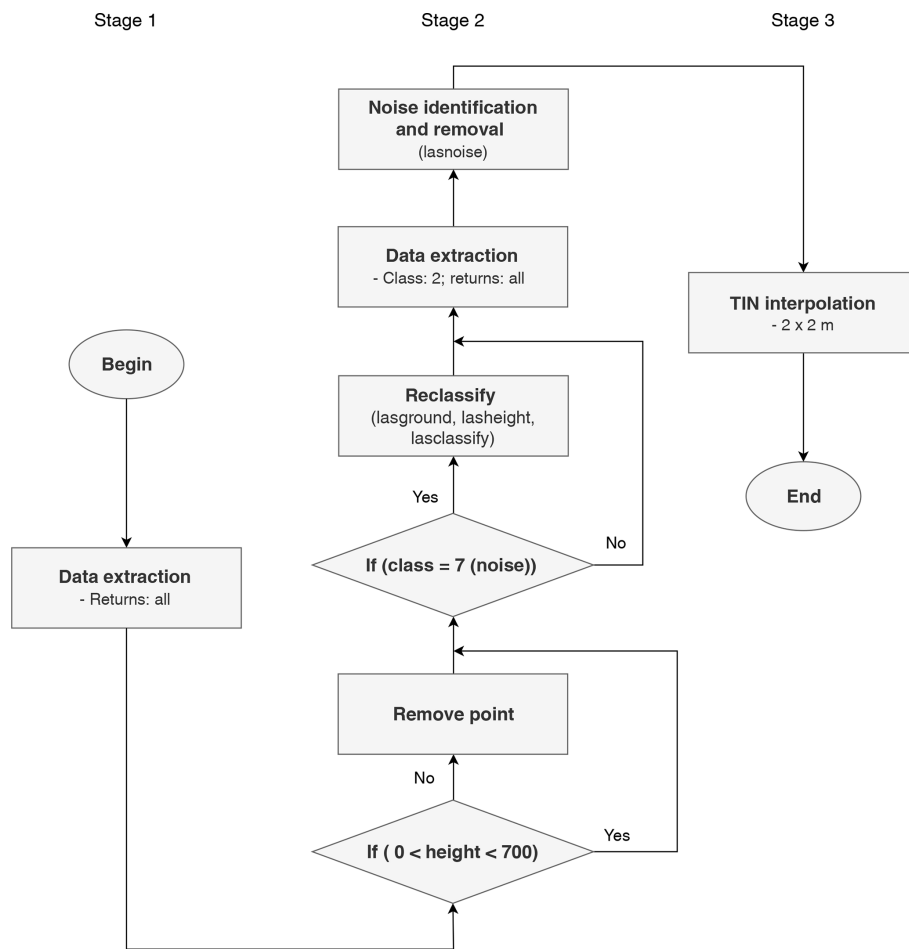 Stage 1
Stage 2
Stage 3
Noise identification
and removal
(lasnoise)
Data extraction
- Class: 2; returns: all
TIN interpolation
- 2 x 2 m
Begin
Reclassify
(lasground, lasheight,
lasclassify)
Yes
End
No
If (class = 7 (noise))
Data extraction
- Returns: all
Remove point
No
Yes
If ( 0 < height < 700)